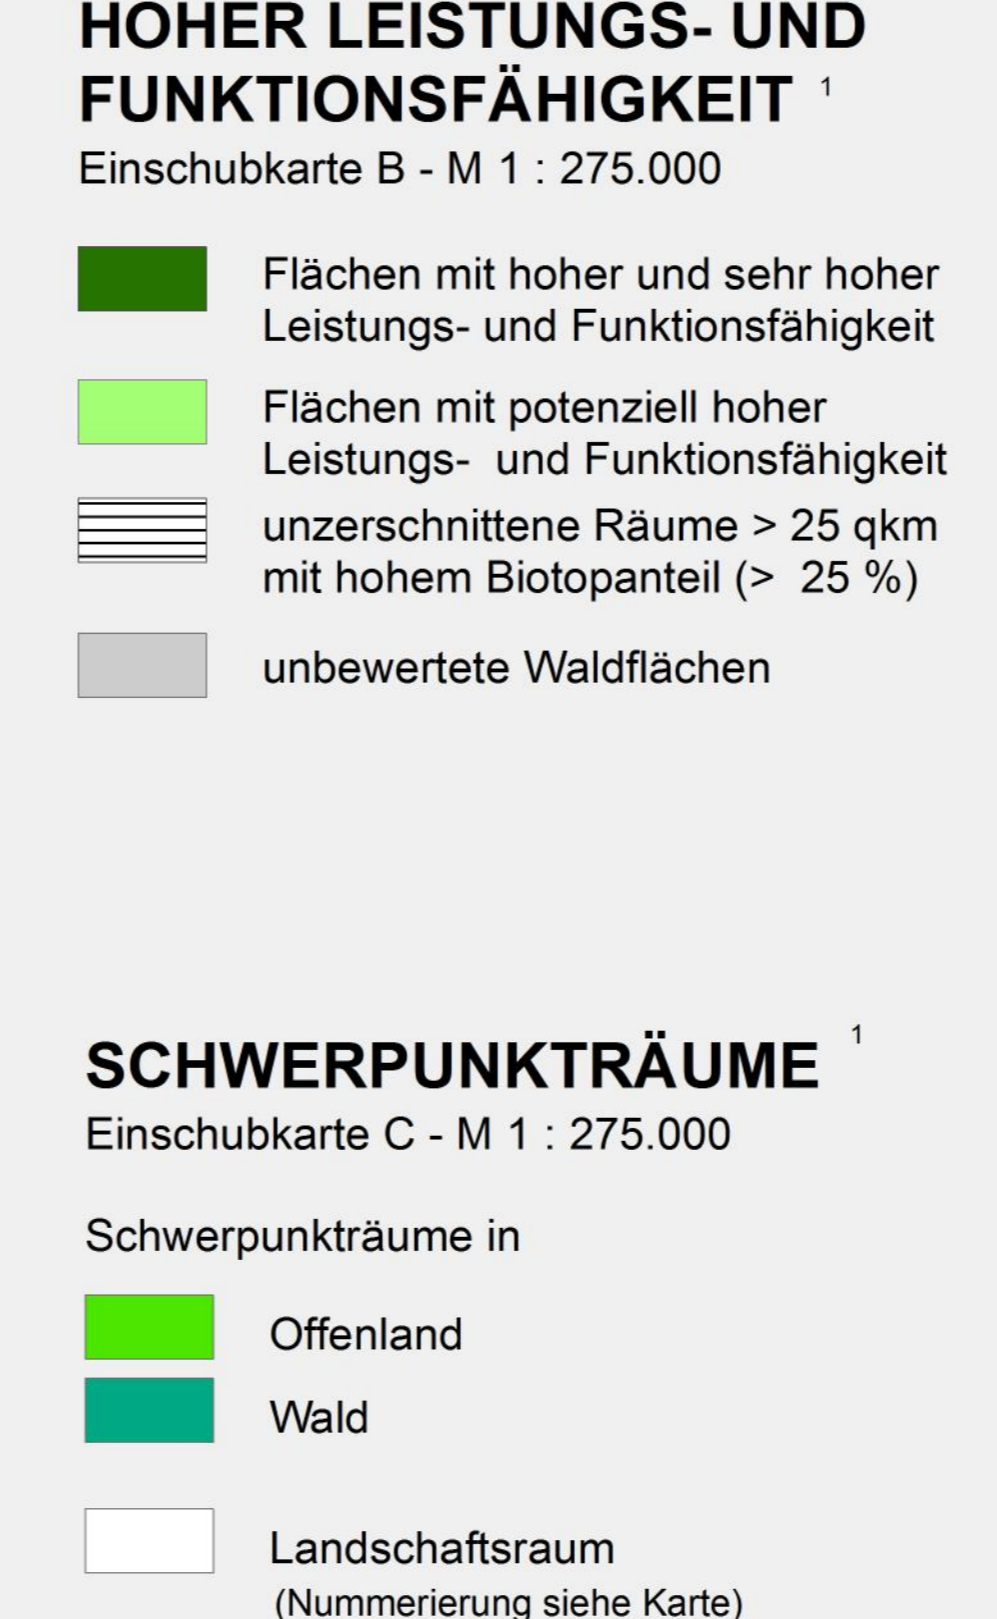 HOHER LEISTUNGS- UND
FUNKTIONSFÄHIGKEIT 1
Einschubkarte B - M 1 : 275.000
Flächen mit hoher und sehr hoher
Leistungs- und Funktionsfähigkeit
Flächen mit potenziell hoher
Leistungs- und Funktionsfähigkeit
unzerschnittene Räume > 25 qkm
mit hohem Biotopanteil (> 25 %)
unbewertete Waldflächen
SCHWERPUNKTRÄUME 1
Einschubkarte C - M 1 : 275.000
Schwerpunkträume in
Offenland
Wald
Landschaftsraum
(Nummerierung siehe Karte)